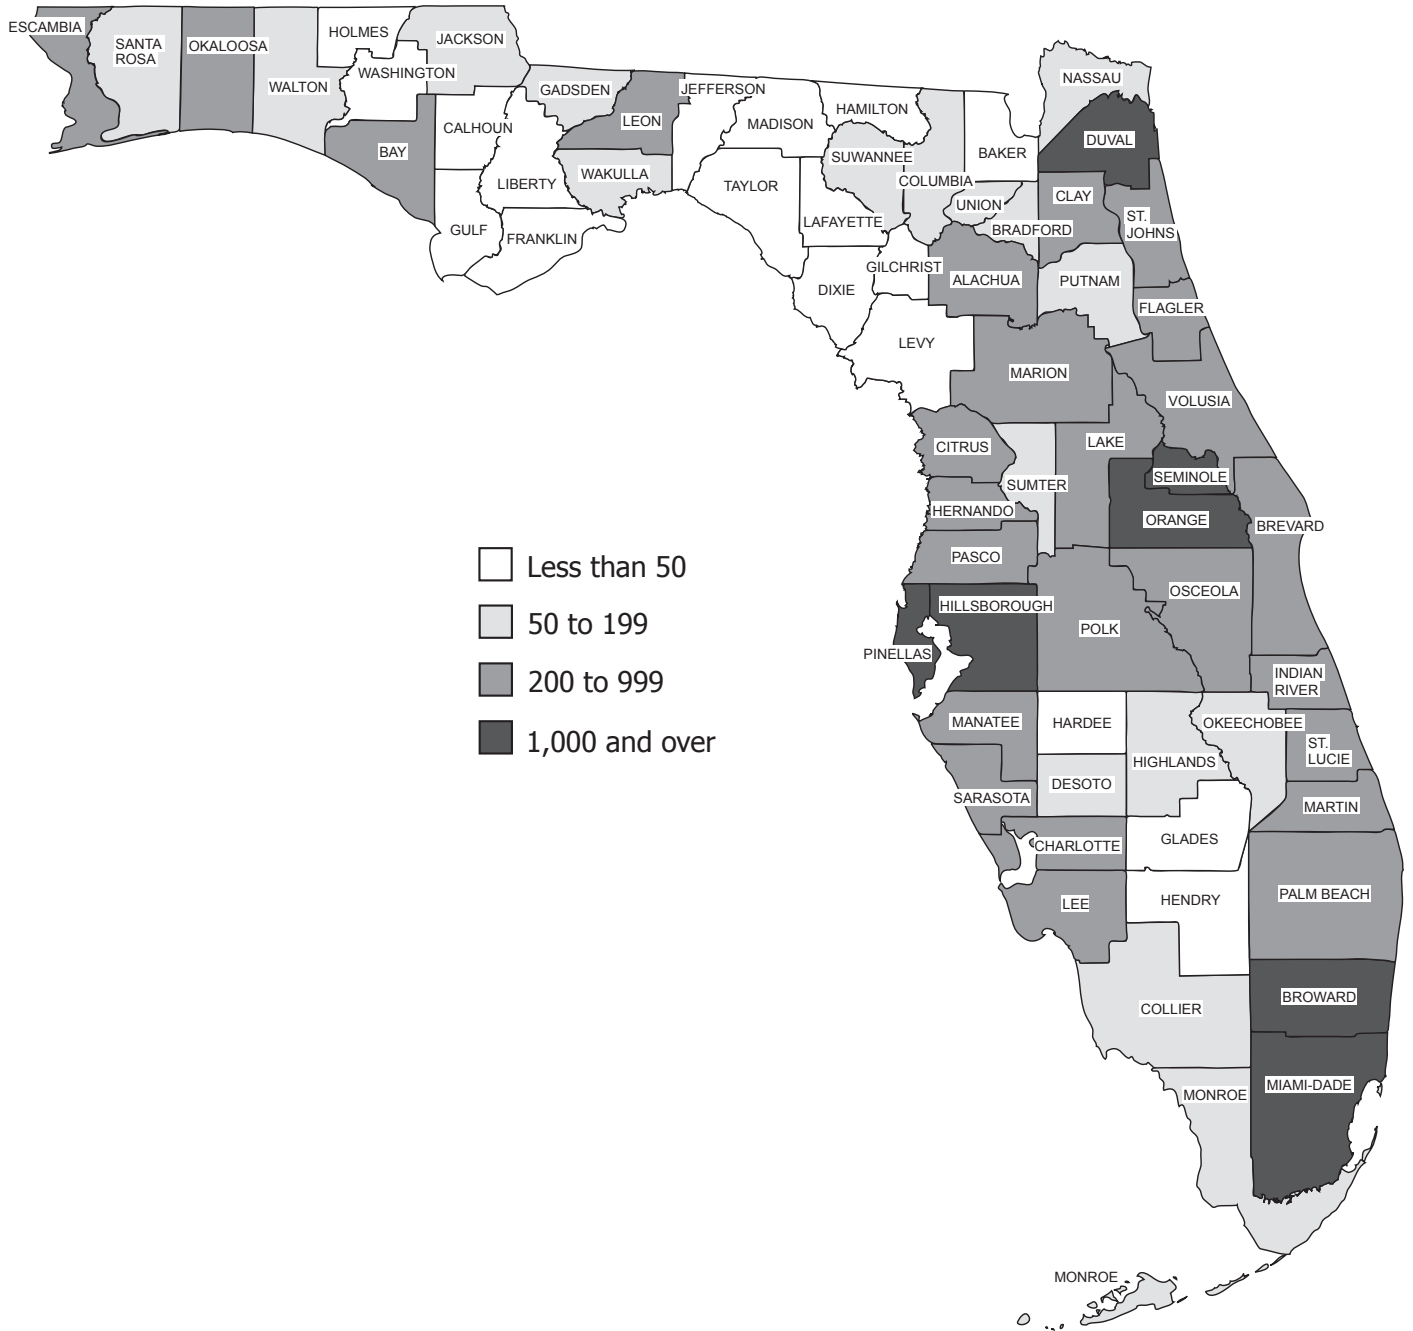 ESCAMBIA
SANTA
ROSA
OKALOOSA
WALTON
HOLMES
WASHINGTON
JACKSON
BAY
CALHOUN
GULF
GADSDEN
LIBERTY
FRANKLIN
LEON
WAKULLA
JEFFERSON
MADISON
TAYLOR
HAMILTON
SUWANNEE
LAFAYETTE
DIXIE
COLUMBIA
GILCHRIST
LEVY
BAKER
UNION
BRADFORD
ALACHUA
NASSAU
DUVAL
CLAY
ST.
JOHNS
PUTNAM
FLAGLER
MARION
VOLUSIA
CITRUS
SUMTER
LAKE
SEMINOLE
ORANGE
BREVARD
HERNANDO
PASCO
Less than 50
50 to 199
200 to 999
1,000 and over
HILLSBOROUGH
PINELLAS
POLK
OSCEOLA
INDIAN
RIVER
MANATEE
HARDEE
HIGHLANDS
OKEECHOBEE
ST.
LUCIE
SARASOTA
DESOTO
MARTIN
CHARLOTTE
GLADES
LEE
HENDRY
PALM BEACH
COLLIER
BROWARD
MONROE
MIAMI-DADE
MONROE